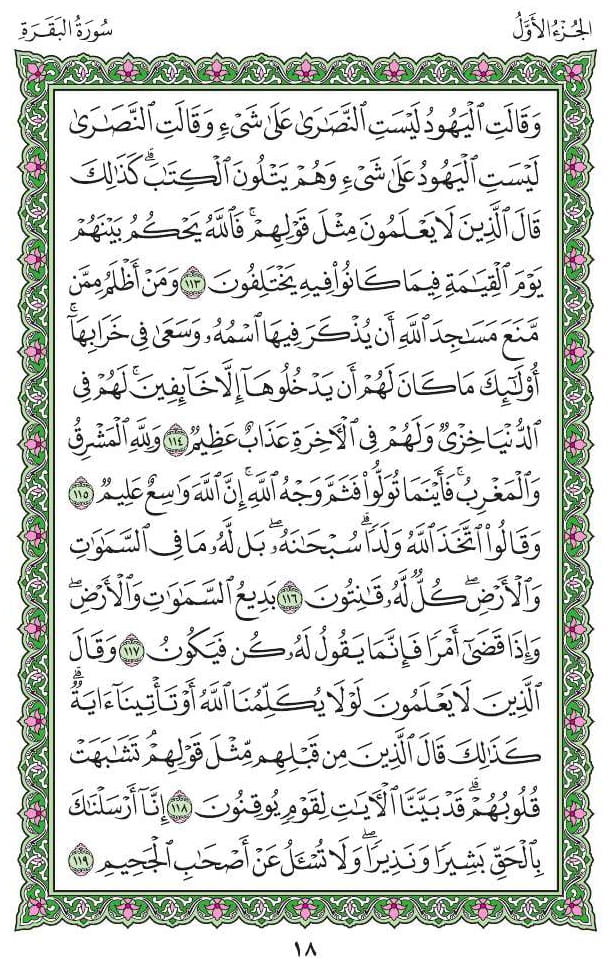 الجُزْءُ الأَوَّلُ سُورَةُ البَقَرَةِ
وَقَالَتِ ٱلۡيَهُودُ لَيۡسَتِ ٱلنَّصَٰرَىٰ عَلَىٰ شَيۡءٖ وَقَالَتِ ٱلنَّصَٰرَىٰ
لَيۡسَتِ ٱلۡيَهُودُ عَلَىٰ شَيۡءٖ وَهُمۡ يَتۡلُونَ ٱلۡكِتَٰبَۗ كَذَٰلِكَ
قَالَ ٱلَّذِينَ لَا يَعۡلَمُونَ مِثۡلَ قَوۡلِهِمۡۚ فَٱللَّهُ يَحۡكُمُ بَيۡنَهُمۡ
يَوۡمَ ٱلۡقِيَٰمَةِ فِيمَا كَانُواْ فِيهِ يَخۡتَلِفُونَ ١١٣ وَمَنۡ أَظۡلَمُ مِمَّن
مَّنَعَ مَسَٰجِدَ ٱللَّهِ أَن يُذۡكَرَ فِيهَا ٱسۡمُهُۥ وَسَعَىٰ فِي خَرَابِهَآۚ
أُوْلَٰٓئِكَ مَا كَانَ لَهُمۡ أَن يَدۡخُلُوهَآ إِلَّا خَآئِفِينَۚ لَهُمۡ فِي
ٱلدُّنۡيَا خِزۡيٞ وَلَهُمۡ فِي ٱلۡأٓخِرَةِ عَذَابٌ عَظِيمٞ ١١٤ وَلِلَّهِ ٱلۡمَشۡرِقُ
وَٱلۡمَغۡرِبُۚ فَأَيۡنَمَا تُوَلُّواْ فَثَمَّ وَجۡهُ ٱللَّهِۚ إِنَّ ٱللَّهَ وَٰسِعٌ عَلِيمٞ ١١٥
وَقَالُواْ ٱتَّخَذَ ٱللَّهُ وَلَدٗاۗ سُبۡحَٰنَهُۥۖ بَل لَّهُۥ مَا فِي ٱلسَّمَٰوَٰتِ
وَٱلۡأَرۡضِۖ كُلّٞ لَّهُۥ قَٰنِتُونَ ١١٦ بَدِيعُ ٱلسَّمَٰوَٰتِ وَٱلۡأَرۡضِۖ
وَإِذَا قَضَىٰٓ أَمۡرٗا فَإِنَّمَا يَقُولُ لَهُۥ كُن فَيَكُونُ ١١٧ وَقَالَ
ٱلَّذِينَ لَا يَعۡلَمُونَ لَوۡلَا يُكَلِّمُنَا ٱللَّهُ أَوۡ تَأۡتِينَآ ءَايَةٞۗ
كَذَٰلِكَ قَالَ ٱلَّذِينَ مِن قَبۡلِهِم مِّثۡلَ قَوۡلِهِمۡۘ تَشَٰبَهَتۡ
قُلُوبُهُمۡۗ قَدۡ بَيَّنَّا ٱلۡأٓيَٰتِ لِقَوۡمٖ يُوقِنُونَ ١١٨ إِنَّآ أَرۡسَلۡنَٰكَ
بِٱلۡحَقِّ بَشِيرٗا وَنَذِيرٗاۖ وَلَا تُسۡـَٔلُ عَنۡ أَصۡحَٰبِ ٱلۡجَحِيمِ ١١٩
١٨